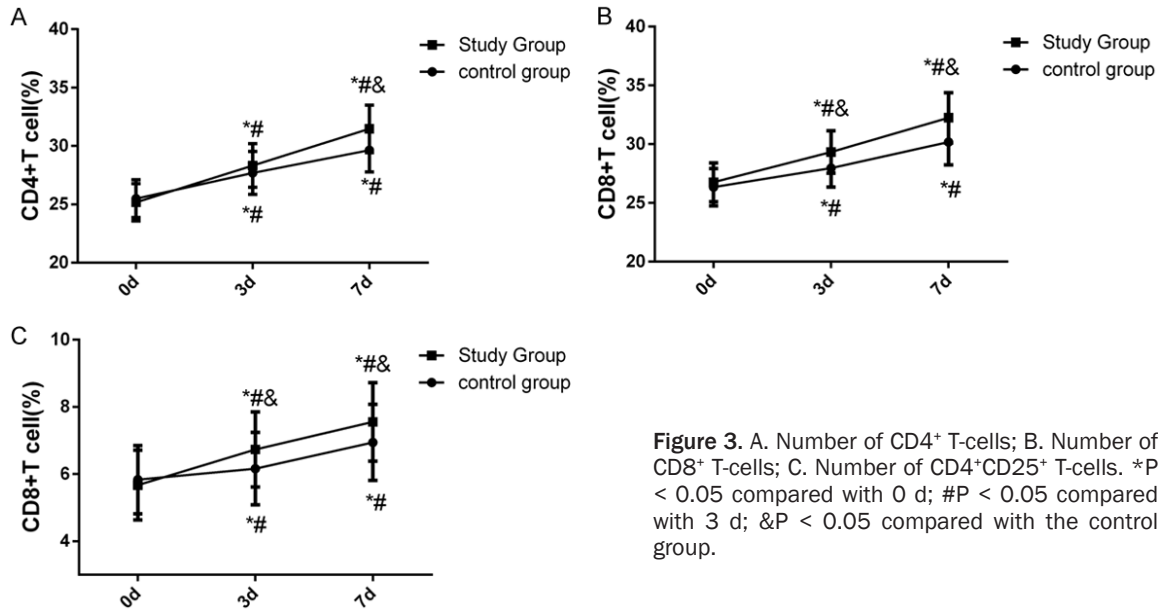 A
40
35
30
25
20
CD4+T cell(%)
0d
3d
7d
*#
*#
*#&
*#
Study Group
control group
B
40
35
30
25
20
CD8+T cell(%)
0d
3d
7d
*#&
*#
*#&
*#
Study Group
control group
C
10
8
6
4
CD8+T cell(%)
0d
3d
7d
*#&
*#
*#&
*#
Study Group
control group
Figure 3. A. Number of CD4⁺ T-cells; B. Number of
CD8⁺ T-cells; C. Number of CD4⁺CD25⁺ T-cells. *P
< 0.05 compared with 0 d; #P < 0.05 compared
with 3 d; &P < 0.05 compared with the control
group.